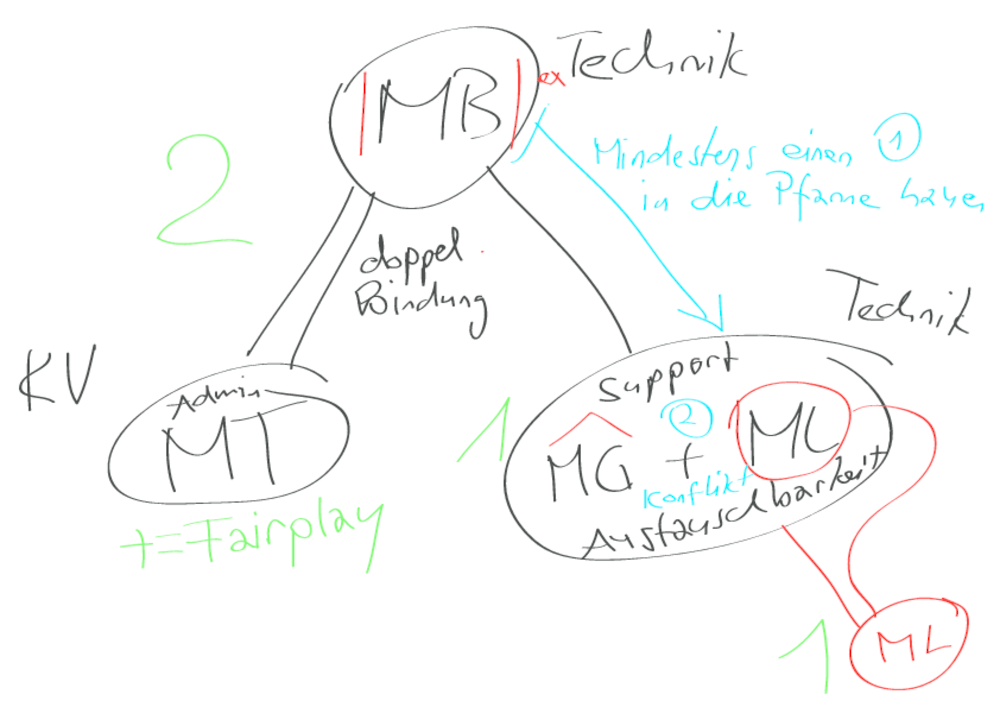 MB
ex Technik
2
Mindestens einen ①
in die Pfanne hauen
doppel
Bindung
Technik
KV
Admin
MT
+=Fairplay
1
Support
②
MG + ML
Konflikt
Austauschbarkeit
1
ML